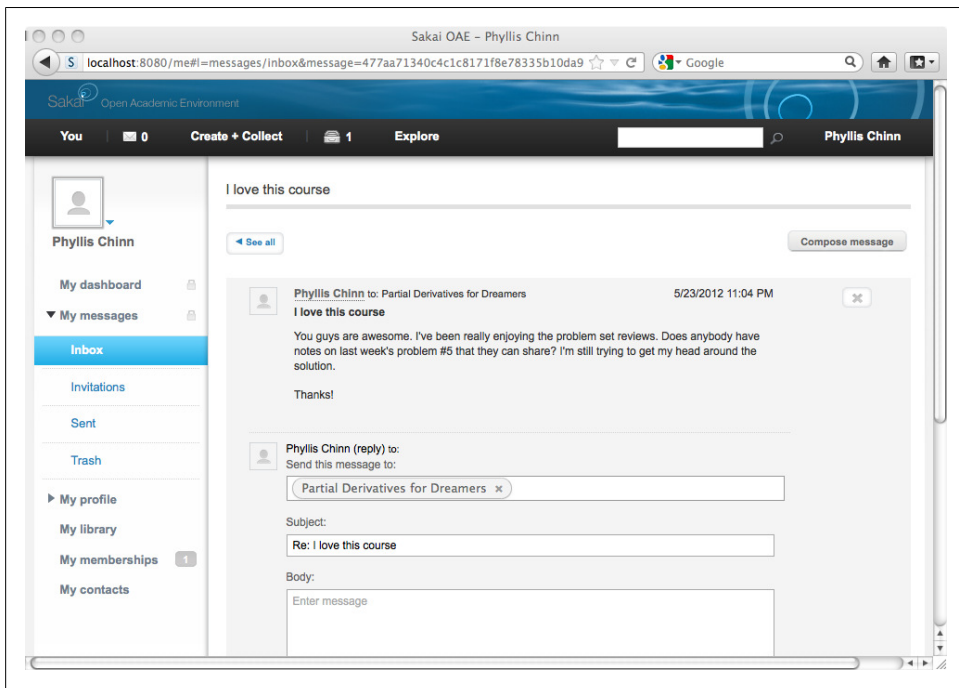 Sakai OAE – Phyllis Chinn
S localhost:8080/me#l=messages/inbox&message=477aa71340c4c1c8171f8e78335b10da9
Google
Sakai Open Academic Environment
You 0 Create + Collect 1 Explore Phyllis Chinn
I love this course
Phyllis Chinn
See all
Compose message
My dashboard
My messages
Inbox
Invitations
Sent
Trash
My profile
My library
My memberships 1
My contacts
Phyllis Chinn to: Partial Derivatives for Dreamers 5/23/2012 11:04 PM
I love this course
You guys are awesome. I've been really enjoying the problem set reviews. Does anybody have
notes on last week's problem #5 that they can share? I'm still trying to get my head around the
solution.
Thanks!
Phyllis Chinn (reply) to:
Send this message to:
Partial Derivatives for Dreamers ×
Subject:
Re: I love this course
Body:
Enter message